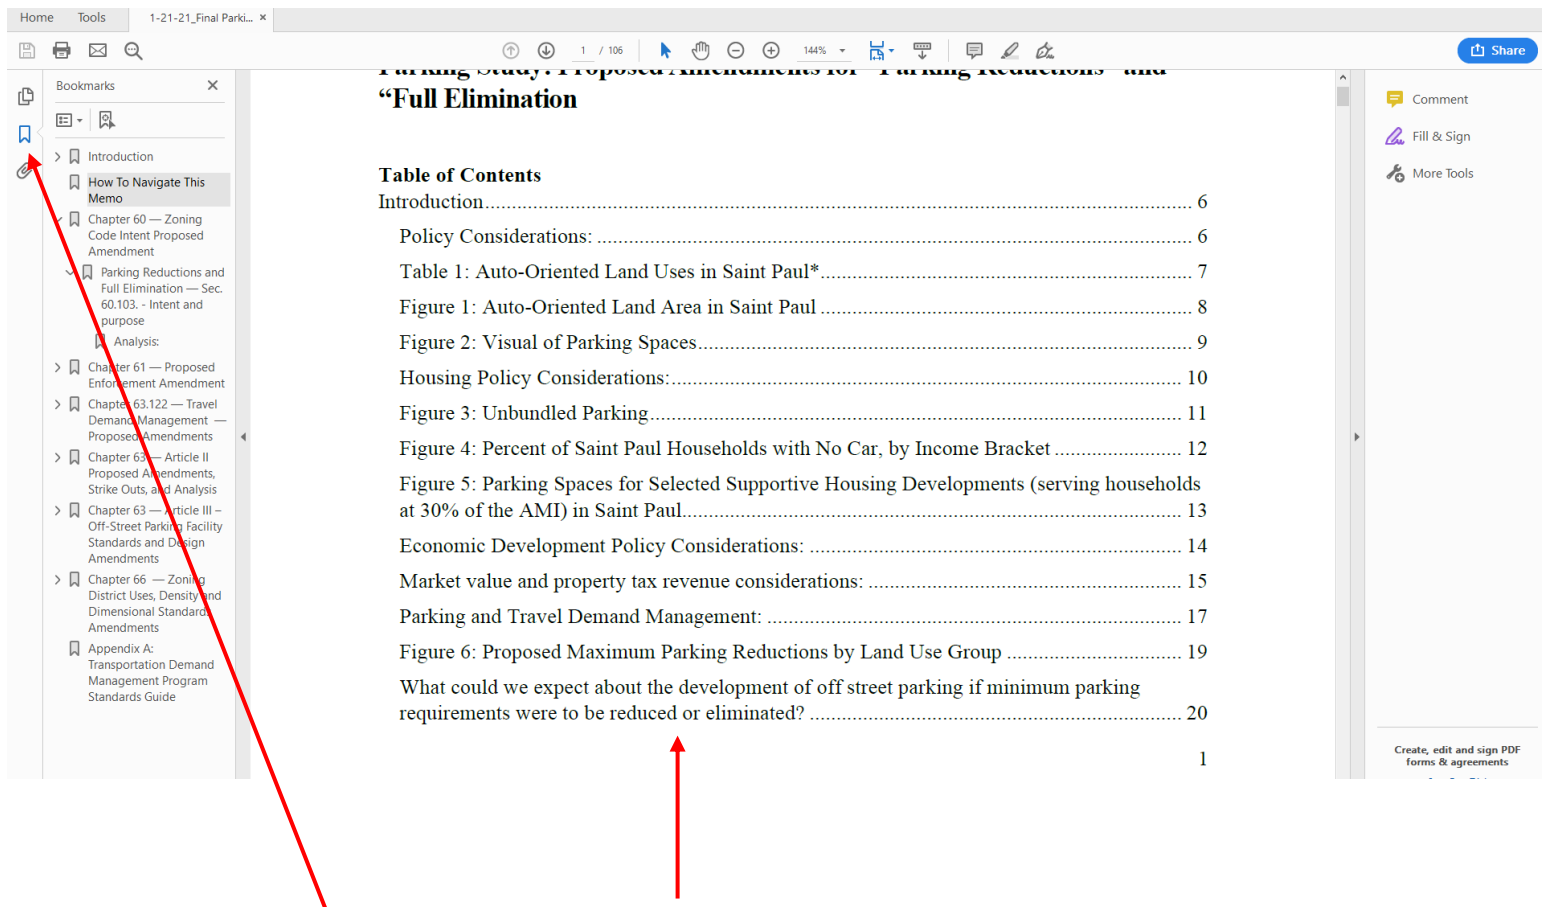 Home Tools 1-21-21_Final Parki... ×
1 / 106 144% Share
Bookmarks
Introduction
How To Navigate This
Memo
Chapter 60 — Zoning
Code Intent Proposed
Amendment
Parking Reductions and
Full Elimination — Sec.
60.103. - Intent and
purpose
Analysis:
Chapter 61 — Proposed
Enforcement Amendment
Chapter 63.122 — Travel
Demand Management —
Proposed Amendments
Chapter 63 — Article II
Proposed Amendments,
Strike Outs, and Analysis
Chapter 63 — Article III –
Off-Street Parking Facility
Standards and Design
Amendments
Chapter 66 — Zoning
District Uses, Density and
Dimensional Standards
Amendments
Appendix A:
Transportation Demand
Management Program
Standards Guide
Parking Study: Proposed Amendments for "Parking Reductions" and
“Full Elimination
Table of Contents
Introduction.......... 6
Policy Considerations: .......... 6
Table 1: Auto-Oriented Land Uses in Saint Paul*.......... 7
Figure 1: Auto-Oriented Land Area in Saint Paul .......... 8
Figure 2: Visual of Parking Spaces.......... 9
Housing Policy Considerations:.......... 10
Figure 3: Unbundled Parking.......... 11
Figure 4: Percent of Saint Paul Households with No Car, by Income Bracket .......... 12
Figure 5: Parking Spaces for Selected Supportive Housing Developments (serving households
at 30% of the AMI) in Saint Paul.......... 13
Economic Development Policy Considerations: .......... 14
Market value and property tax revenue considerations: .......... 15
Parking and Travel Demand Management: .......... 17
Figure 6: Proposed Maximum Parking Reductions by Land Use Group .......... 19
What could we expect about the development of off street parking if minimum parking
requirements were to be reduced or eliminated? .......... 20
1
Comment
Fill & Sign
More Tools
Create, edit and sign PDF
forms & agreements